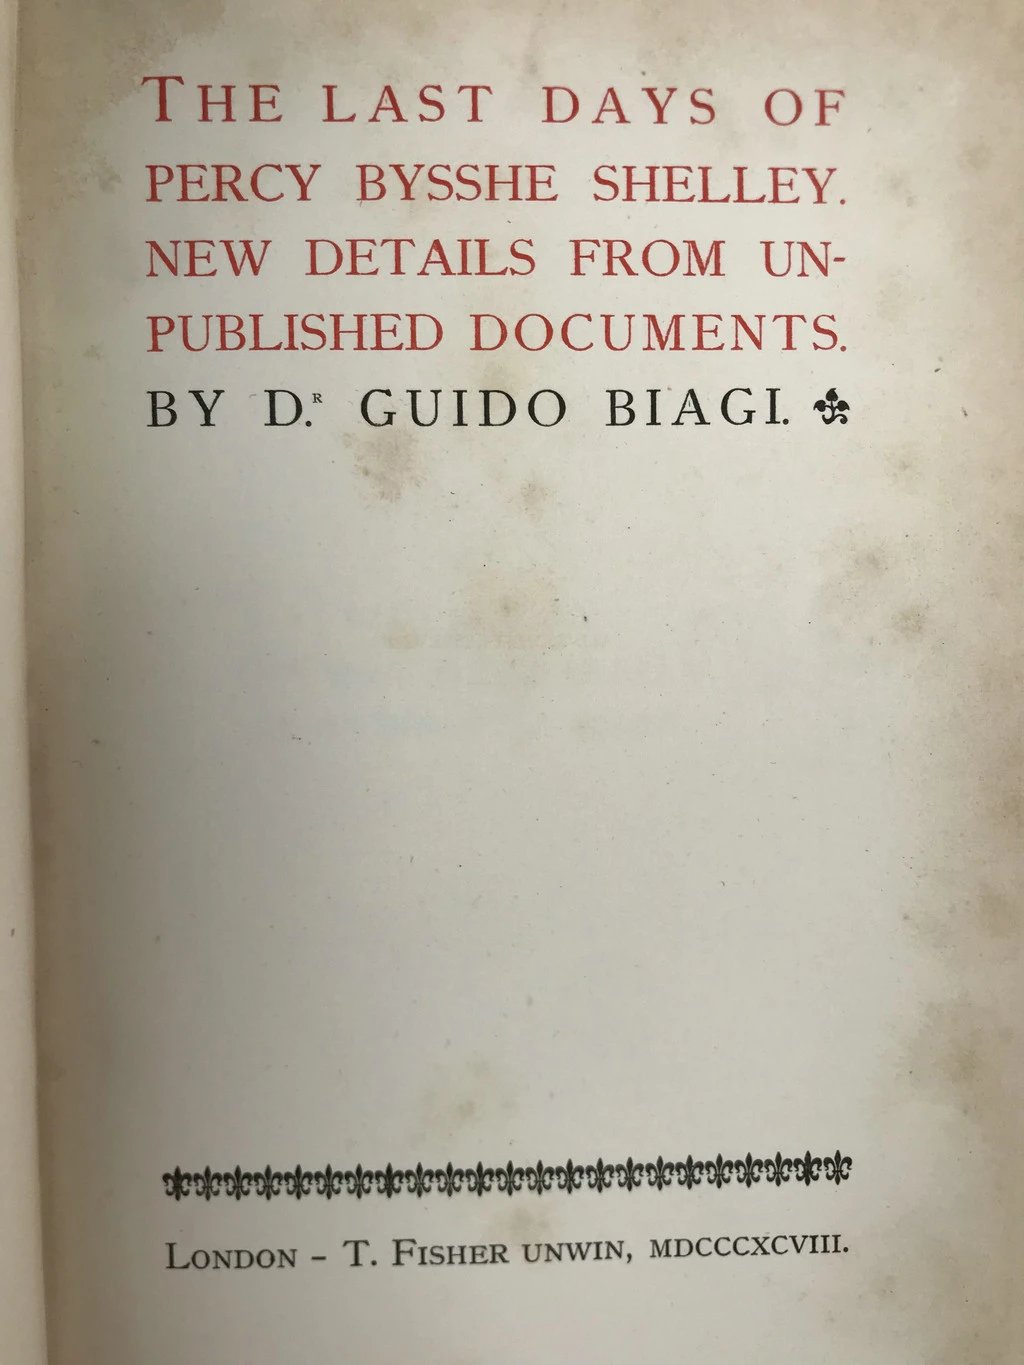 THE LAST DAYS OF
PERCY BYSSHE SHELLEY.
NEW DETAILS FROM UN-
PUBLISHED DOCUMENTS.
BY D.R GUIDO BIAGI.
LONDON – T. FISHER UNWIN, MDCCCXCVIII.